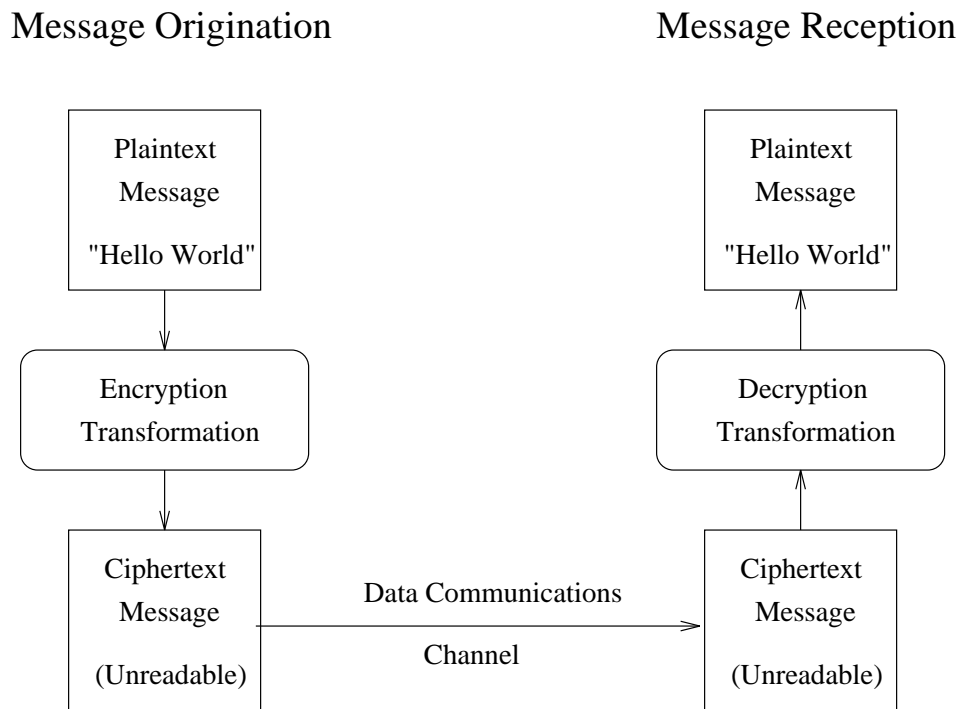 Message Origination
Message Reception
Plaintext
Message
"Hello World"
Encryption
Transformation
Ciphertext
Message
(Unreadable)
Data Communications
Channel
Plaintext
Message
"Hello World"
Decryption
Transformation
Ciphertext
Message
(Unreadable)